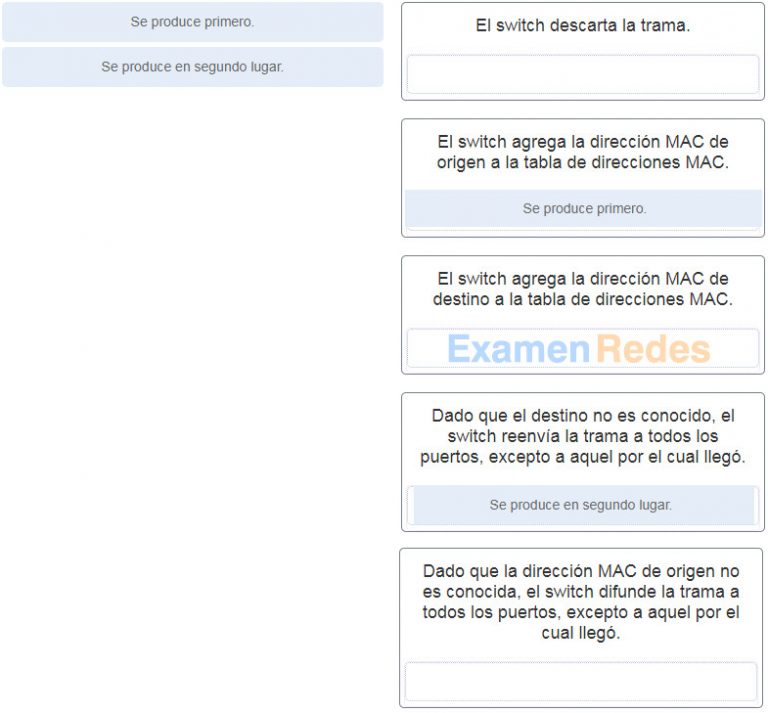 Se produce primero.
Se produce en segundo lugar.
El switch descarta la trama.
El switch agrega la dirección MAC de
origen a la tabla de direcciones MAC.
Se produce primero.
El switch agrega la dirección MAC de
destino a la tabla de direcciones MAC.
Examen Redes
Dado que el destino no es conocido, el
switch reenvía la trama a todos los
puertos, excepto a aquel por el cual llegó.
Se produce en segundo lugar.
Dado que la dirección MAC de origen no
es conocida, el switch difunde la trama a
todos los puertos, excepto a aquel por el
cual llegó.